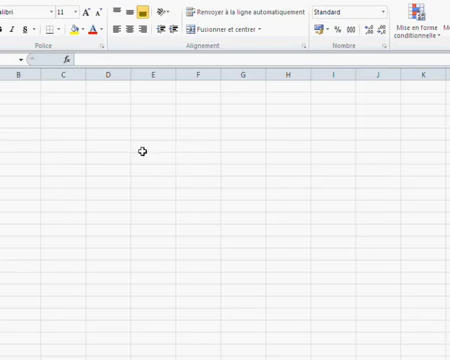 alibri 11 A A Renvoyer à la ligne automatiquement Standard
S A Fusionner et centrer % 000 Mise en forme
conditionnelle
Police Alignement Nombre
fx
B C D E F G H I J K